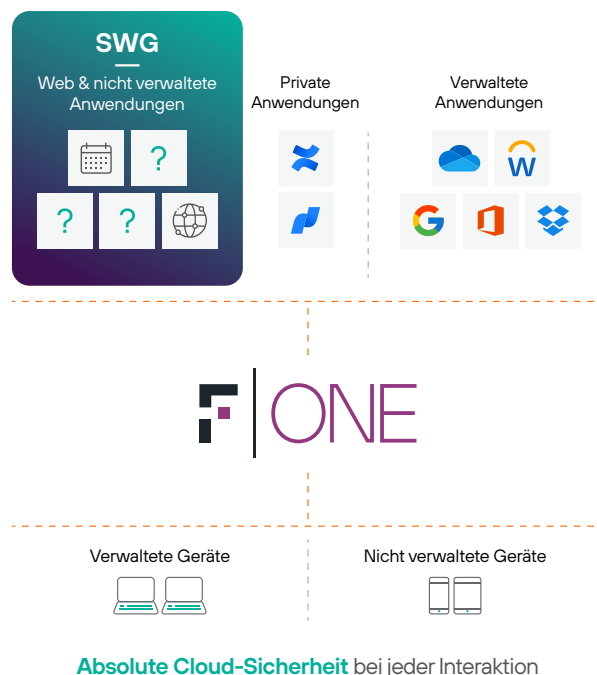 SWG
Web & nicht verwaltete
Anwendungen
Private
Anwendungen
Verwaltete
Anwendungen
?
W
?
?
G
F|ONE
Verwaltete Geräte
Nicht verwaltete Geräte
Absolute Cloud-Sicherheit bei jeder Interaktion